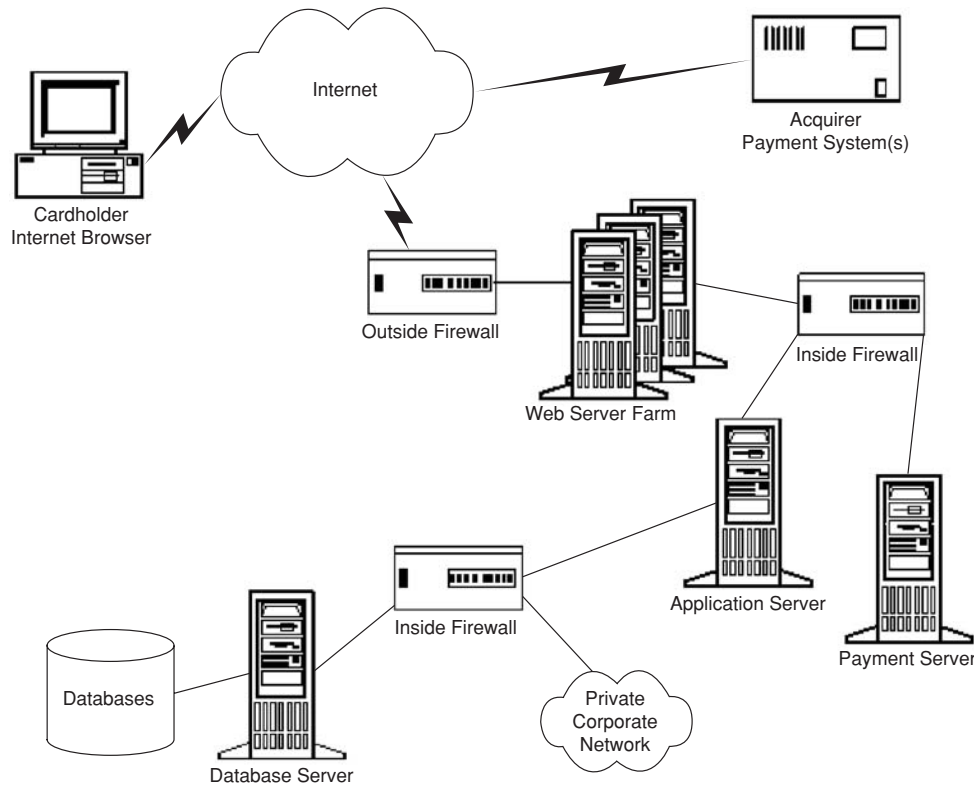 Internet
Acquirer
Payment System(s)
Cardholder
Internet Browser
Outside Firewall
Inside Firewall
Web Server Farm
Application Server
Inside Firewall
Payment Server
Databases
Private
Corporate
Network
Database Server